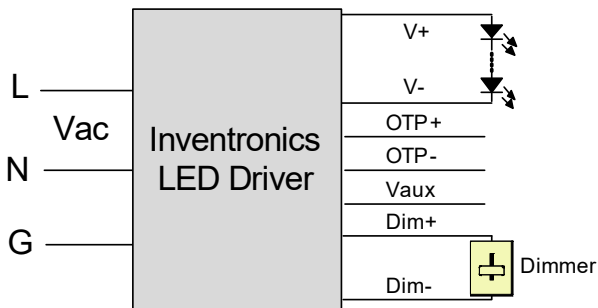 L
Vac
N
G
Inventronics
LED Driver
V+
V-
OTP+
OTP-
Vaux
Dim+
Dim-
Dimmer